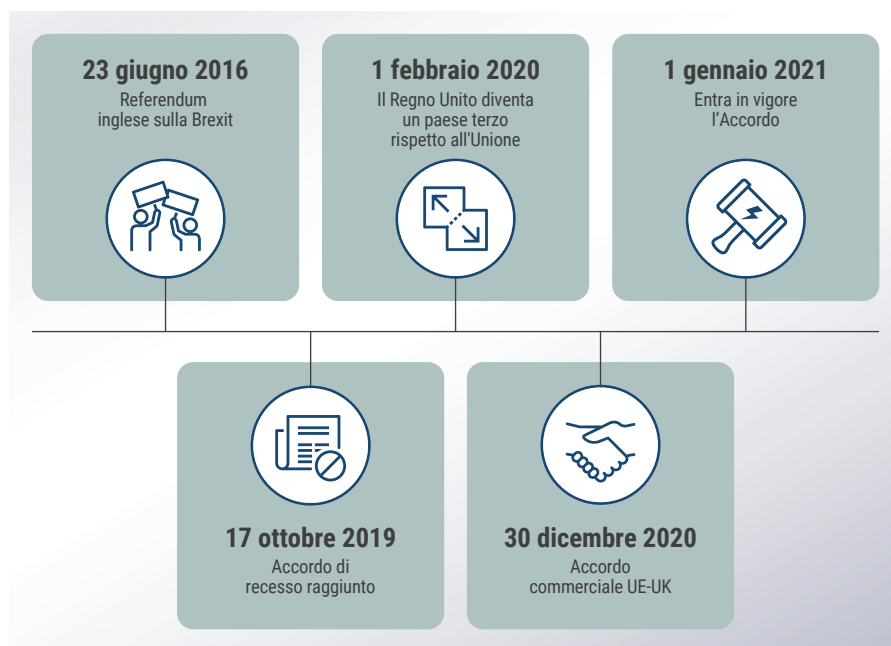 23 giugno 2016
Referendum
inglese sulla Brexit
1 febbraio 2020
Il Regno Unito diventa
un paese terzo
rispetto all'Unione
1 gennaio 2021
Entra in vigore
l’Accordo
17 ottobre 2019
Accordo di
recesso raggiunto
30 dicembre 2020
Accordo
commerciale UE-UK